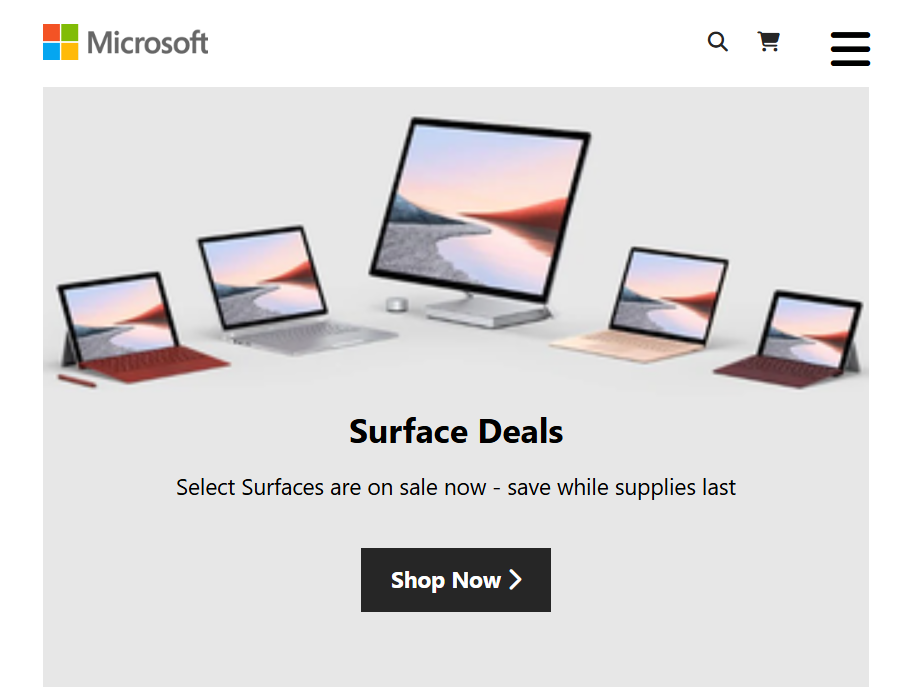 Microsoft
Surface Deals
Select Surfaces are on sale now - save while supplies last
Shop Now